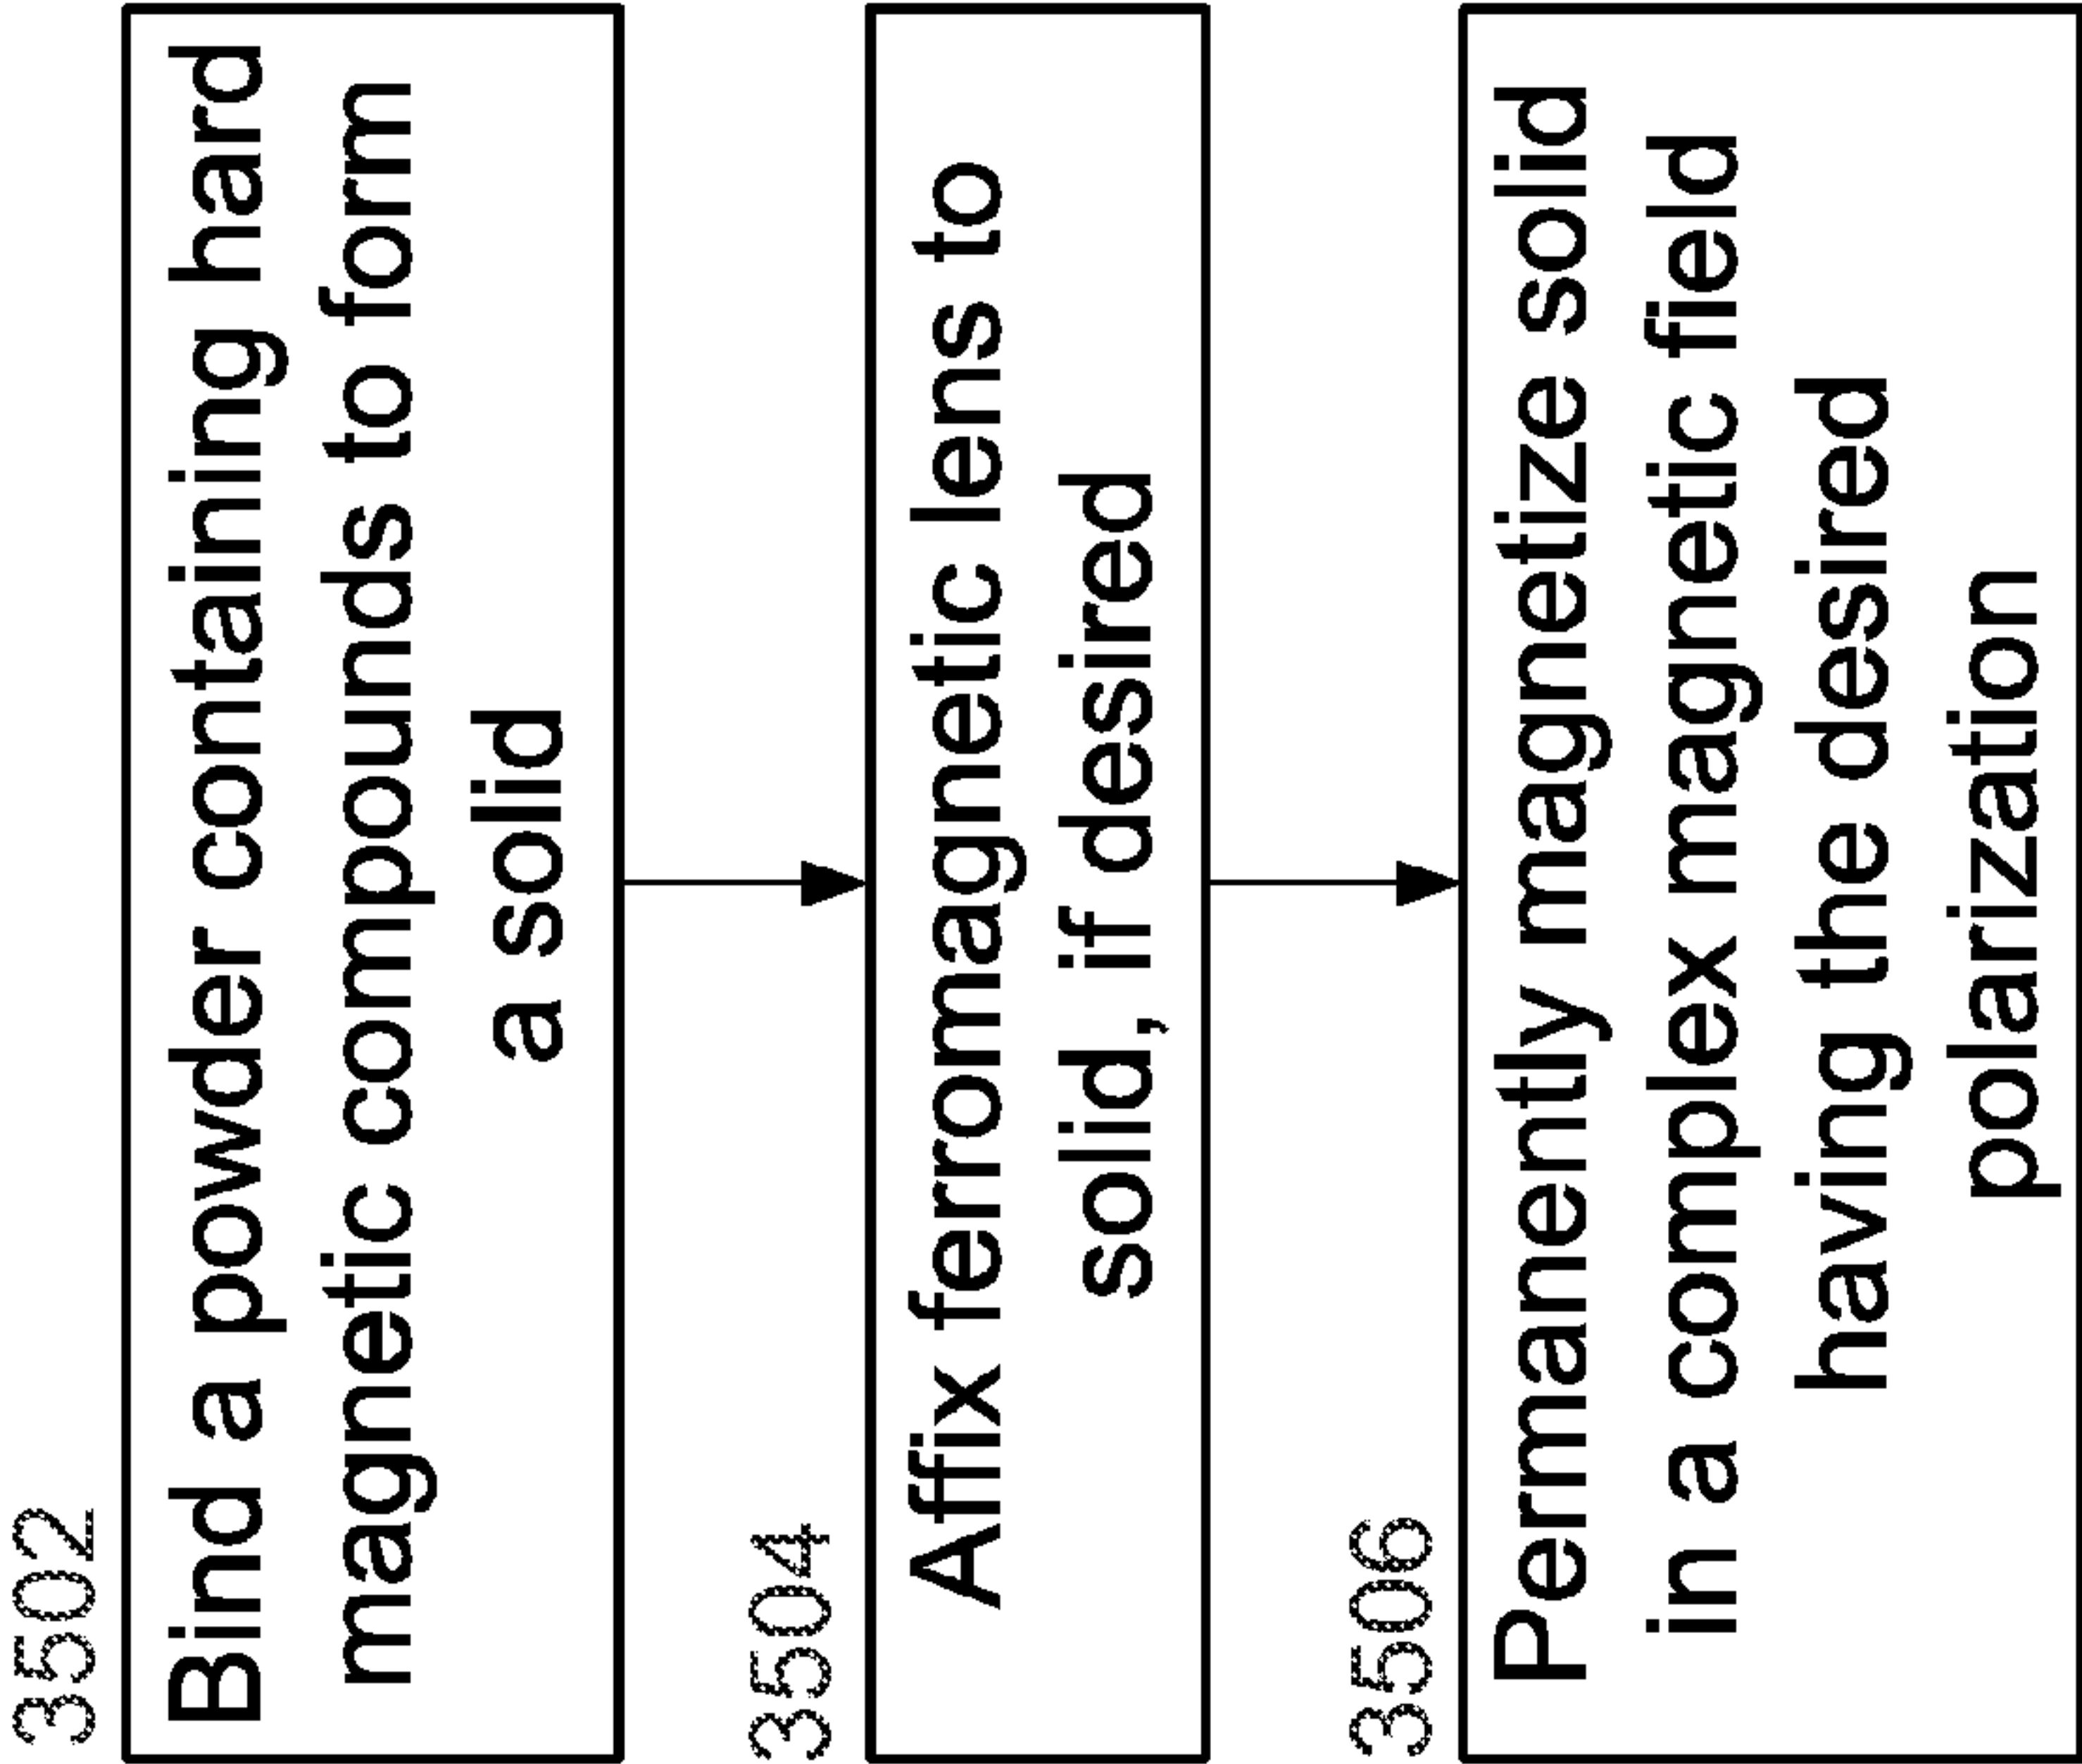 3502
Bind a powder containing hard
magnetic compounds to form
a solid
3504
Affix ferromagnetic lens to
solid, if desired
3506
Permanently magnetize solid
in a complex magnetic field
having the desired
polarization